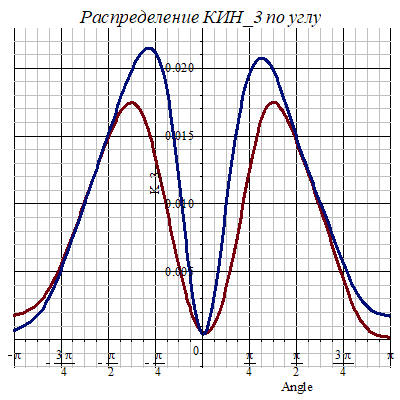 Распределение КИН_3 по углу
0.020
0.015
K_3
0.010
0.005
0
-π -3π/4 -π/2 -π/4 π/4 π/2 3π/4 π
Angle